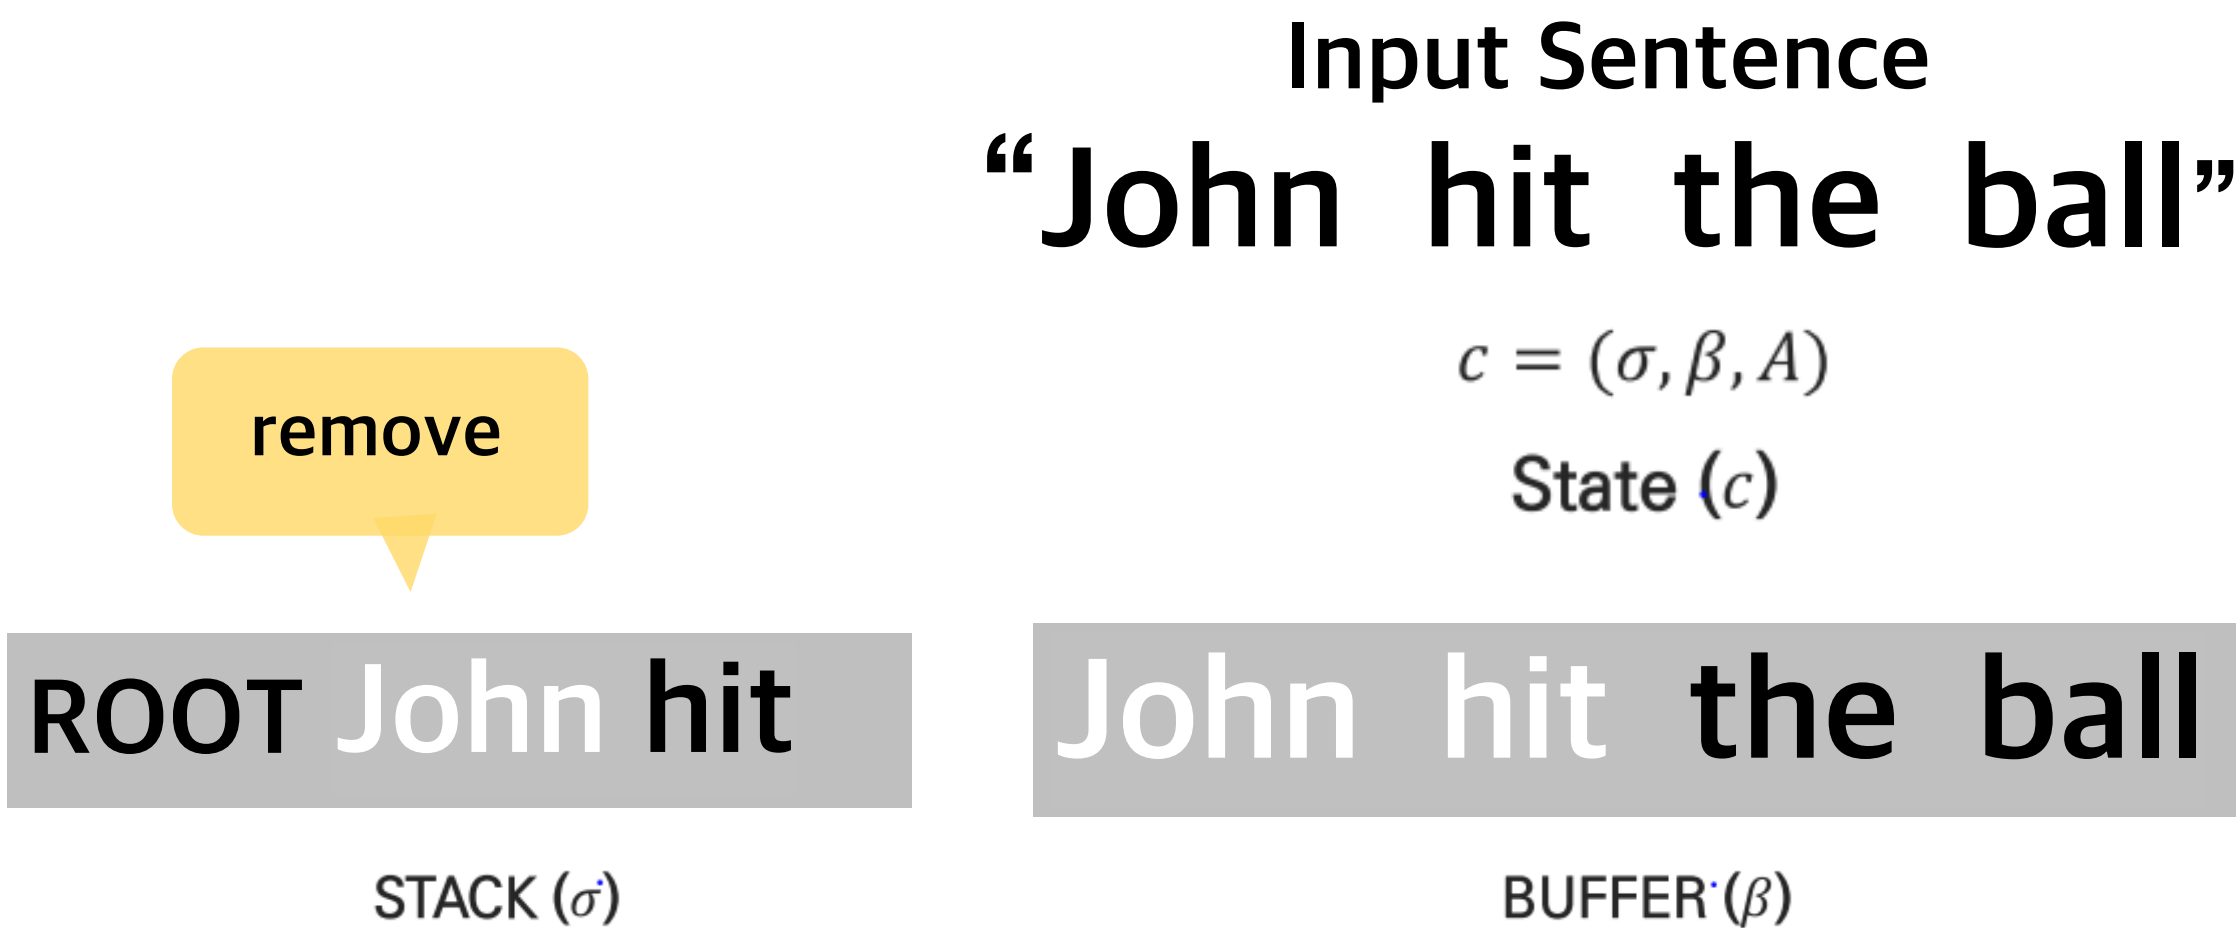 Input Sentence
“John hit the ball”
c = (σ, β, A)
State (c)
remove
ROOT John hit
John hit the ball
STACK (σ)
BUFFER (β)